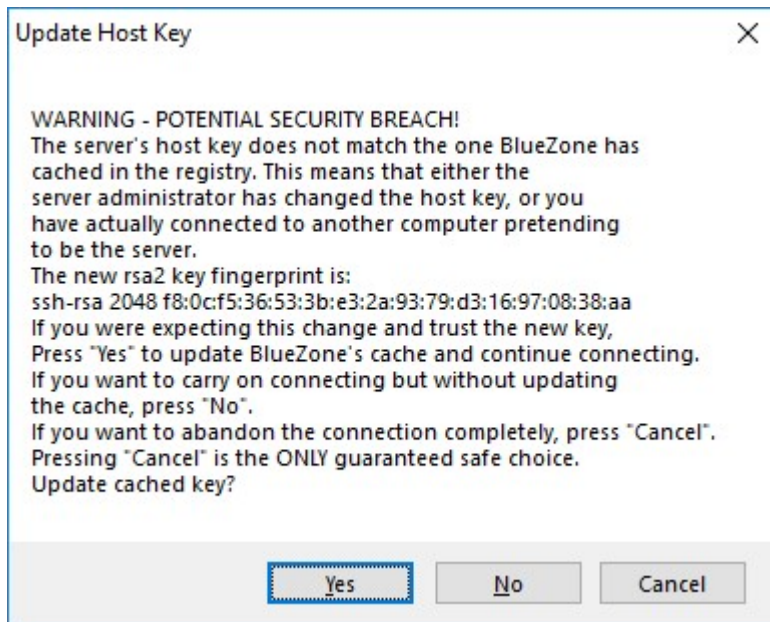 Update Host Key
WARNING - POTENTIAL SECURITY BREACH!
The server's host key does not match the one BlueZone has
cached in the registry. This means that either the
server administrator has changed the host key, or you
have actually connected to another computer pretending
to be the server.
The new rsa2 key fingerprint is:
ssh-rsa 2048 f8:0c:f5:36:53:3b:e3:2a:93:79:d3:16:97:08:38:aa
If you were expecting this change and trust the new key,
Press "Yes" to update BlueZone's cache and continue connecting.
If you want to carry on connecting but without updating
the cache, press "No".
If you want to abandon the connection completely, press "Cancel".
Pressing "Cancel" is the ONLY guaranteed safe choice.
Update cached key?
Yes No Cancel